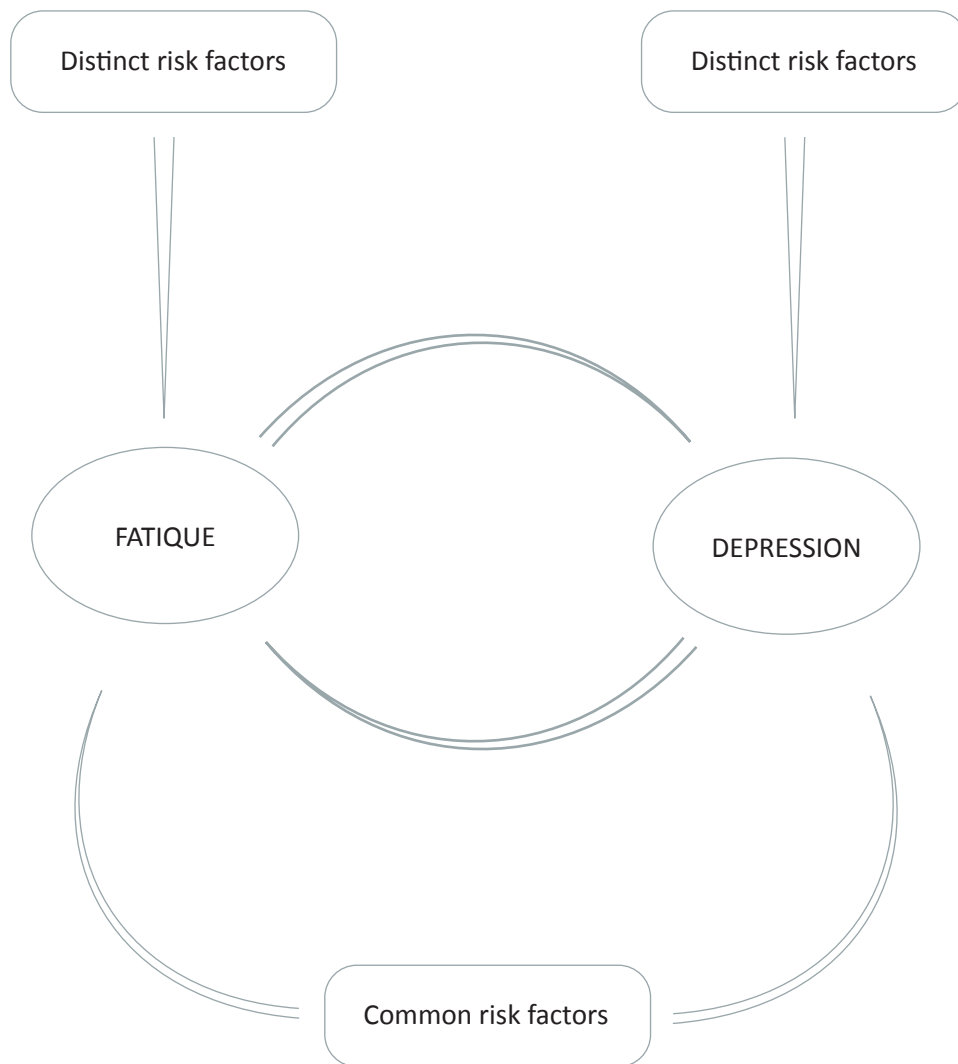 Distinct risk factors
Distinct risk factors
FATIQUE
DEPRESSION
Common risk factors